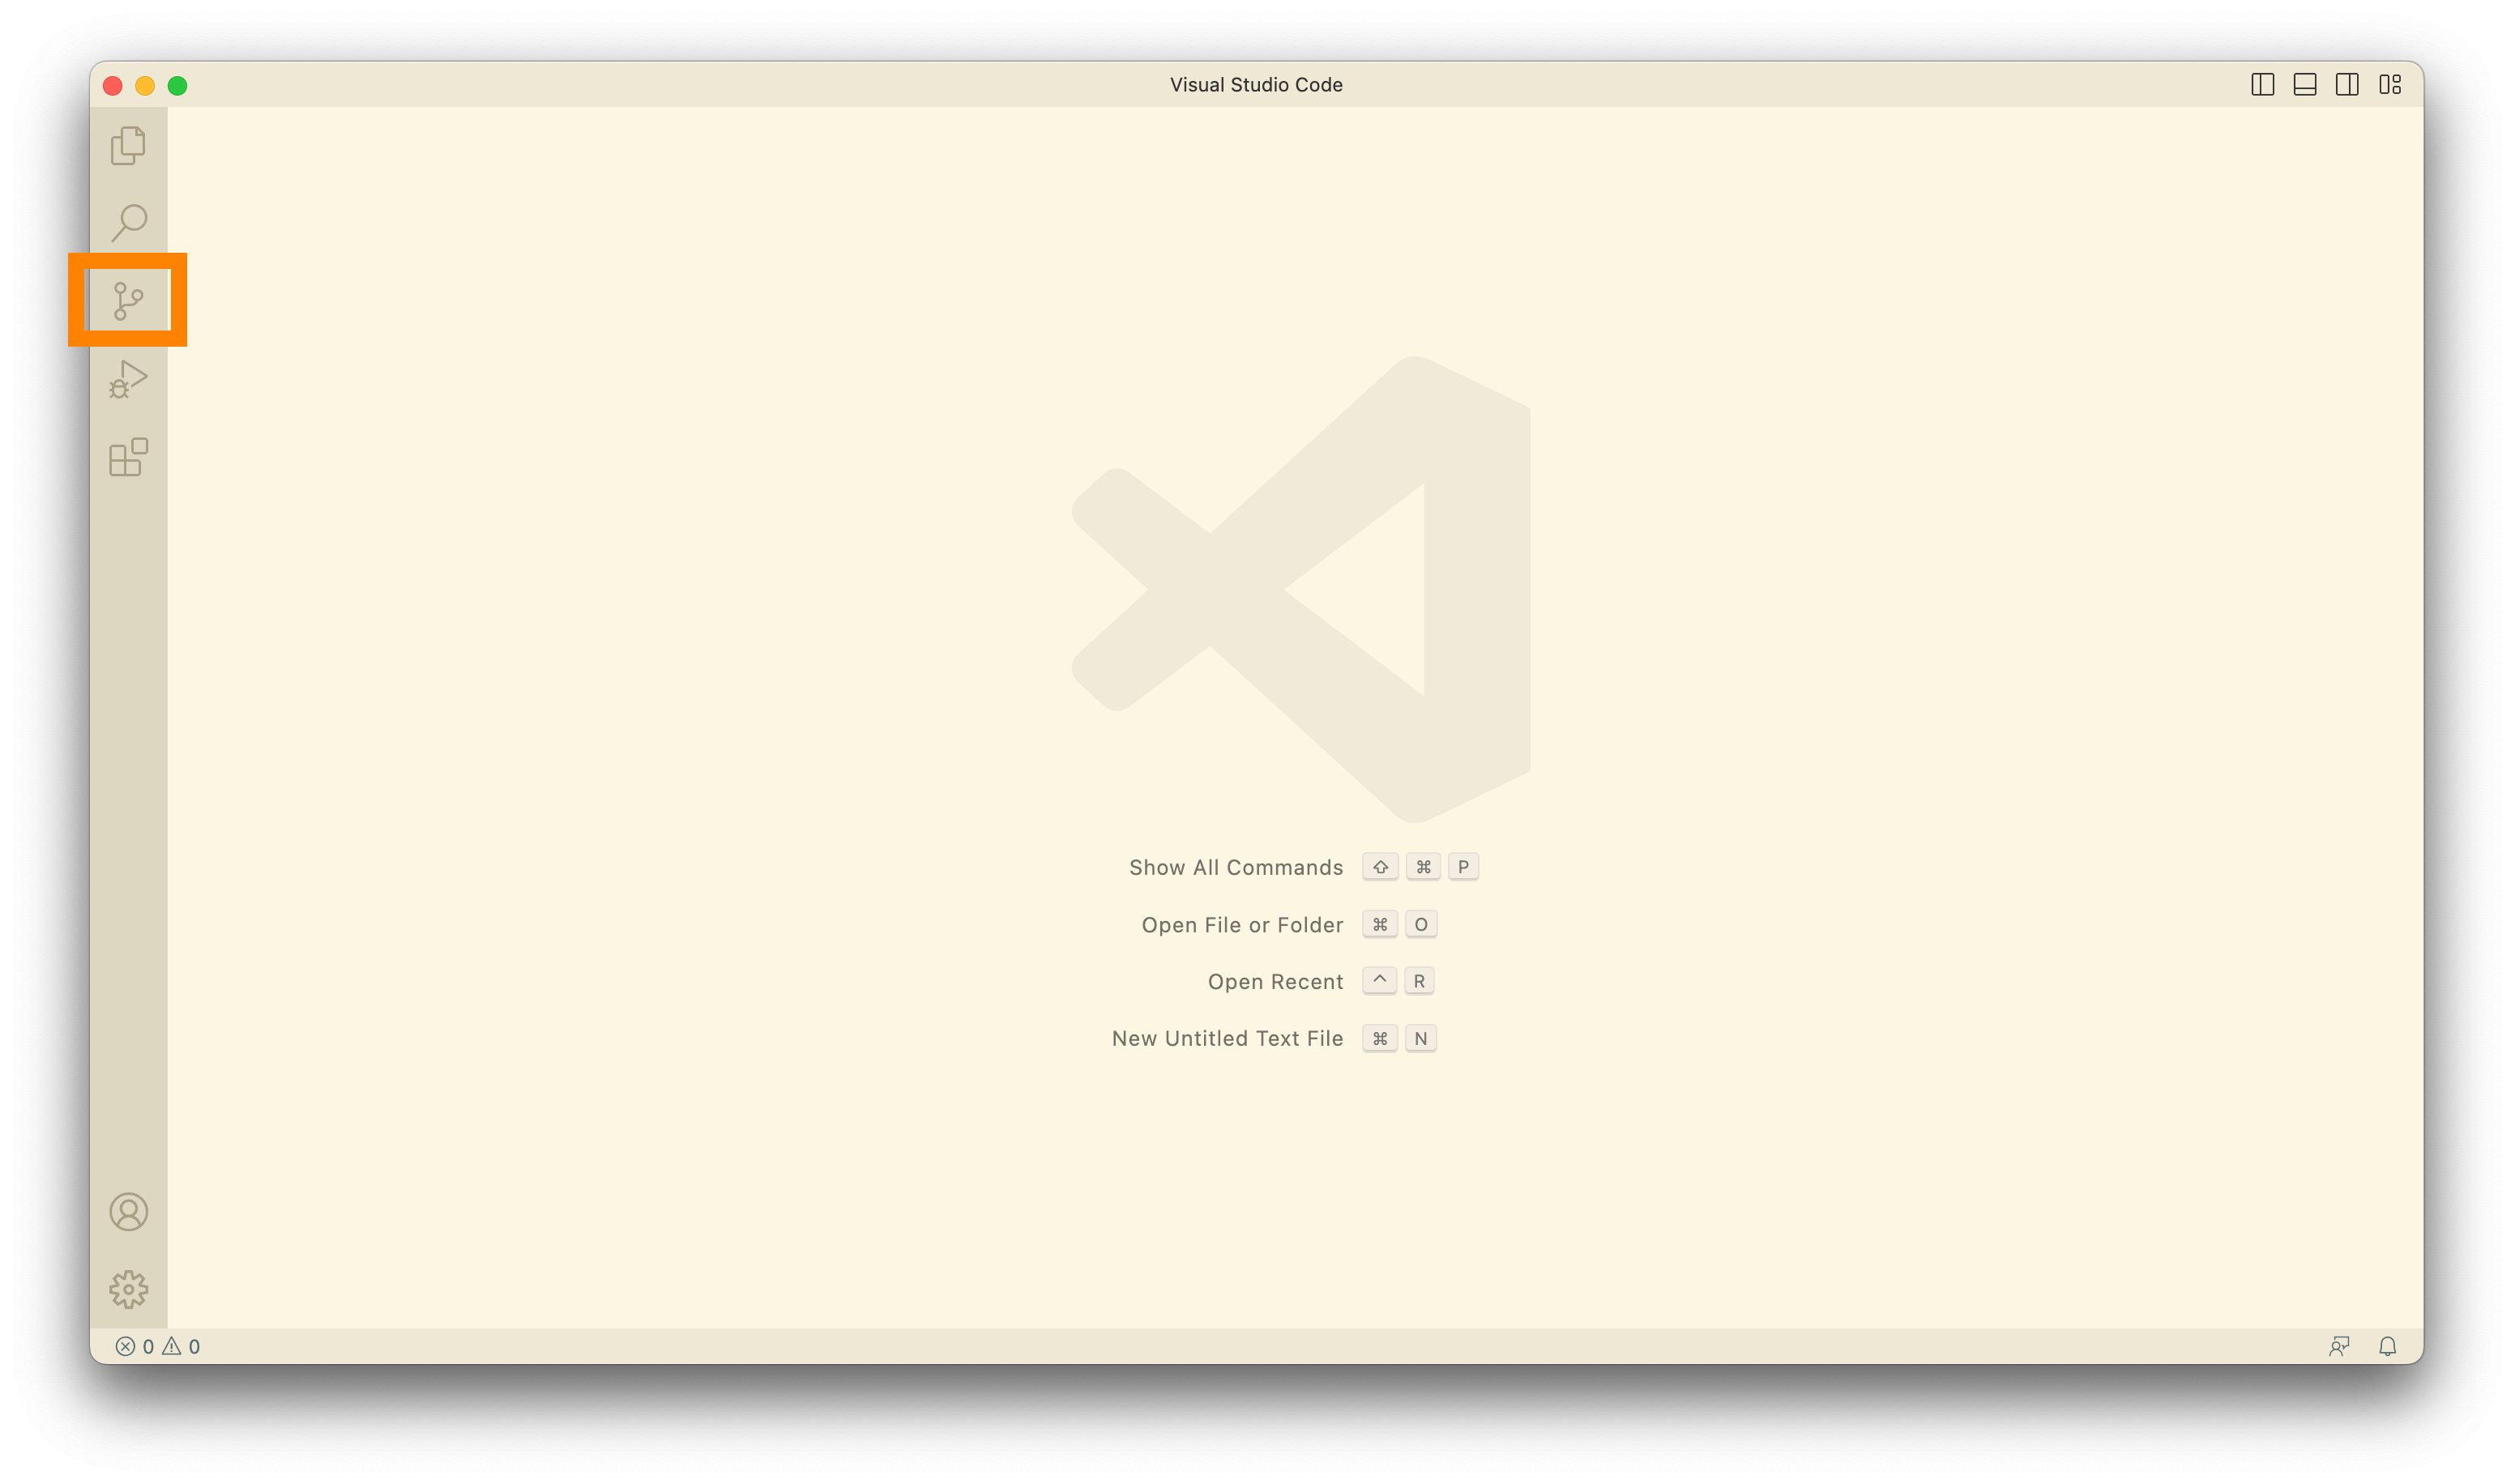 Visual Studio Code
Show All Commands ⇧ ⌘ P
Open File or Folder ⌘ O
Open Recent ^ R
New Untitled Text File ⌘ N
0 0